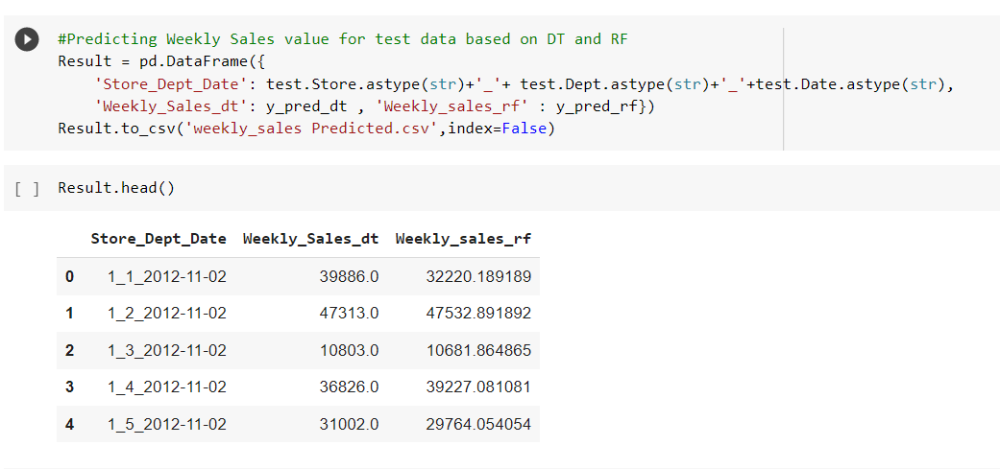 #Predicting Weekly Sales value for test data based on DT and RF
Result = pd.DataFrame({
    'Store_Dept_Date': test.Store.astype(str)+'_'+ test.Dept.astype(str)+'_'+test.Date.astype(str),
    'Weekly_Sales_dt': y_pred_dt , 'Weekly_sales_rf' : y_pred_rf})
Result.to_csv('weekly_sales Predicted.csv',index=False)
[ ] Result.head()
Store_Dept_Date Weekly_Sales_dt Weekly_sales_rf
0 1_1_2012-11-02 39886.0 32220.189189
1 1_2_2012-11-02 47313.0 47532.891892
2 1_3_2012-11-02 10803.0 10681.864865
3 1_4_2012-11-02 36826.0 39227.081081
4 1_5_2012-11-02 31002.0 29764.054054